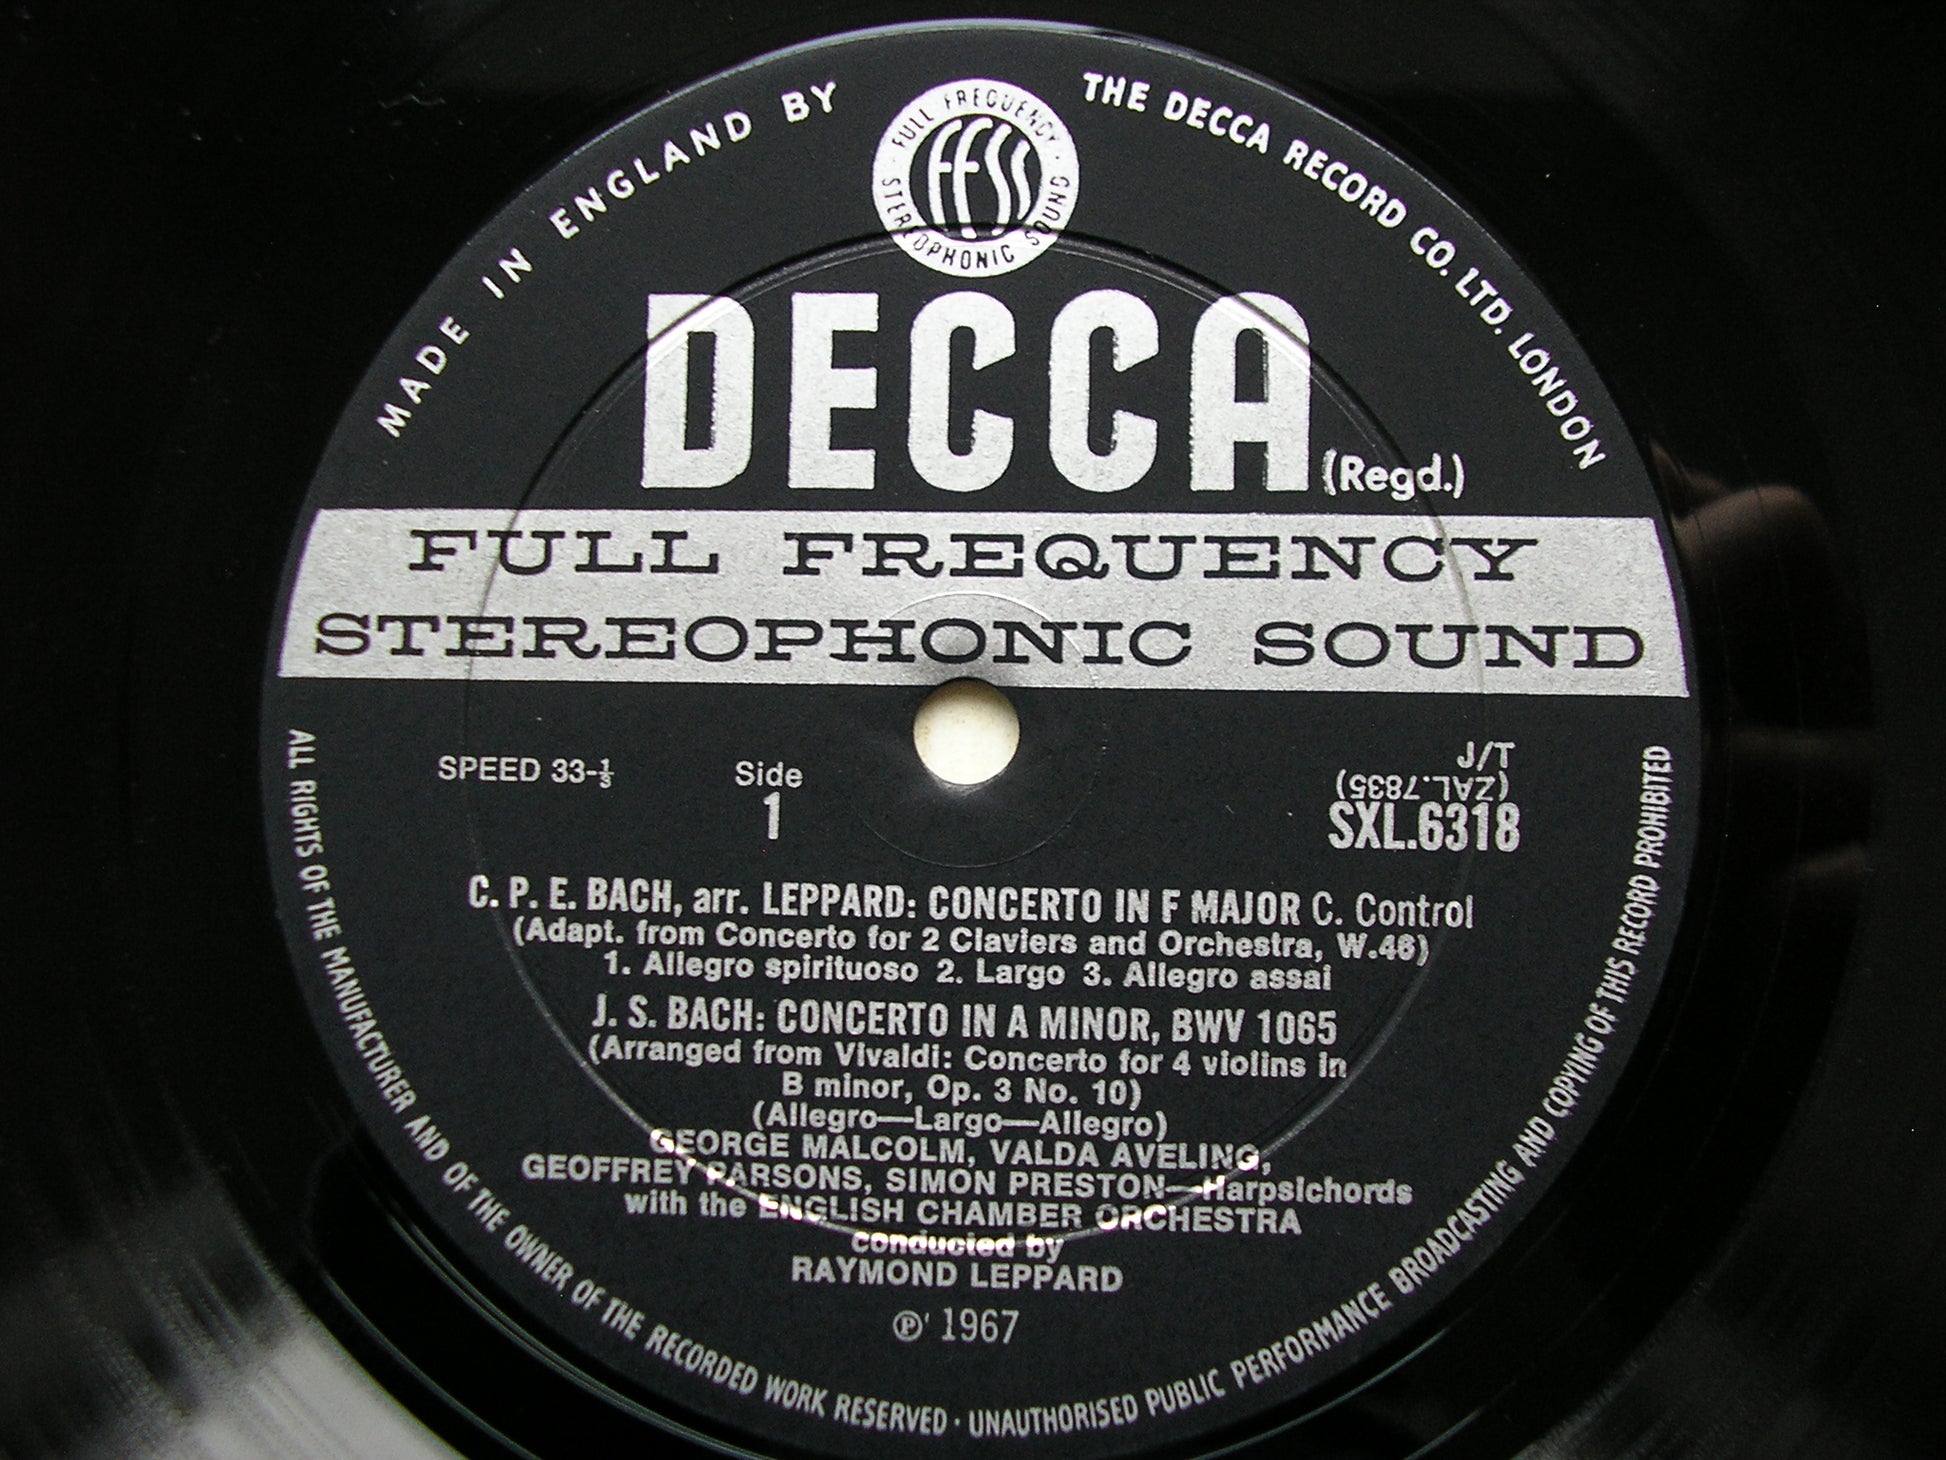 MADE IN ENGLAND BY
THE DECCA RECORD CO. LTD. LONDON
FULL FREQUENCY
STEREOPHONIC SOUND
FFSS
DECCA (Regd.)
FULL FREQUENCY
STEREOPHONIC SOUND
SPEED 33-⅓
Side
1
J/T
(ZAL.7835)
SXL.6318
C. P. E. BACH, arr. LEPPARD: CONCERTO IN F MAJOR C. Control
(Adapt. from Concerto for 2 Claviers and Orchestra, W.46)
1. Allegro spirituoso 2. Largo 3. Allegro assai
J. S. BACH: CONCERTO IN A MINOR, BWV 1065
(Arranged from Vivaldi: Concerto for 4 violins in
B minor, Op. 3 No. 10)
(Allegro—Largo—Allegro)
GEORGE MALCOLM, VALDA AVELING,
GEOFFREY PARSONS, SIMON PRESTON—Harpsichords
with the ENGLISH CHAMBER ORCHESTRA
conducted by
RAYMOND LEPPARD
℗ 1967
ALL RIGHTS OF THE MANUFACTURER AND OF THE OWNER OF THE RECORDED WORK RESERVED · UNAUTHORISED PUBLIC PERFORMANCE BROADCASTING AND COPYING OF THIS RECORD PROHIBITED